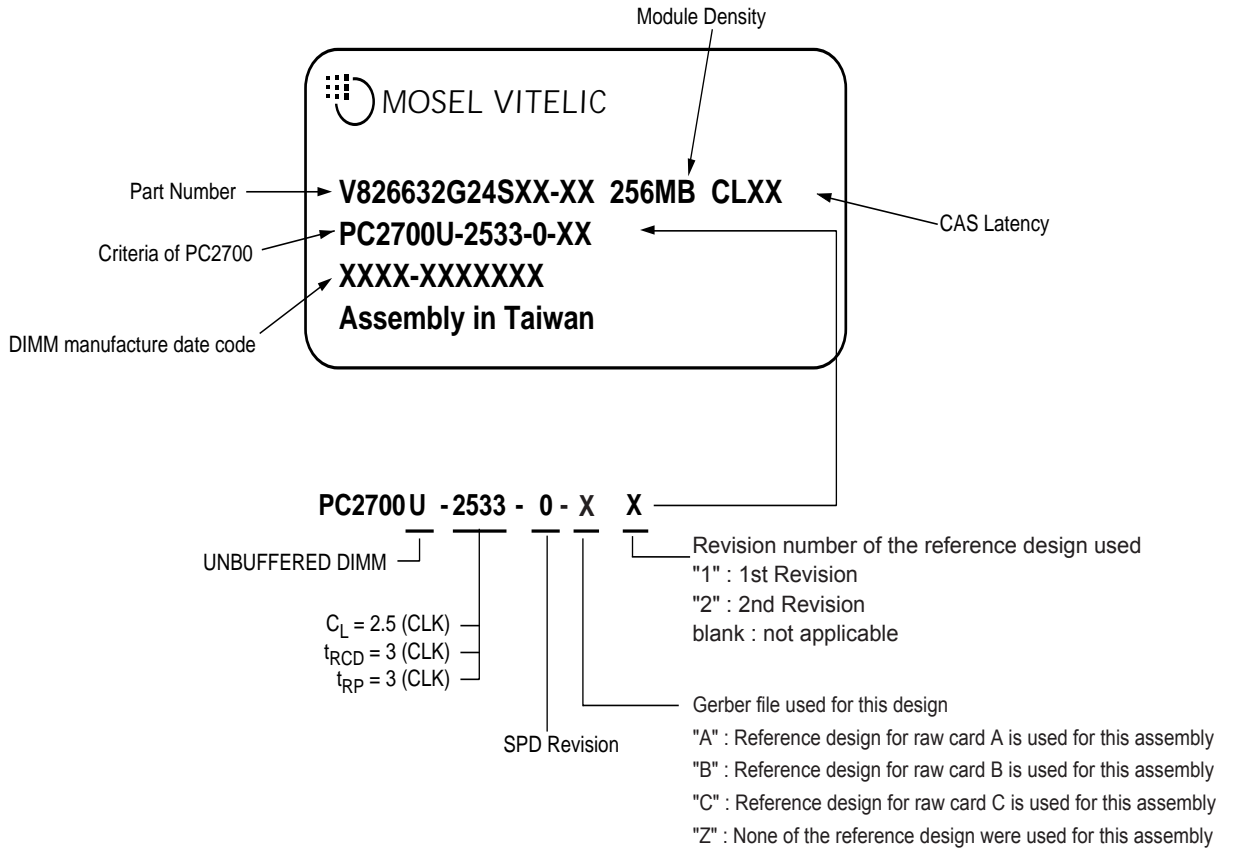 Module Density
MOSEL VITELIC
Part Number
V826632G24SXX-XX 256MB CLXX
CAS Latency
Criteria of PC2700
PC2700U-2533-0-XX
XXXX-XXXXXXX
DIMM manufacture date code
Assembly in Taiwan
PC2700 U - 2533 - 0 - X X
UNBUFFERED DIMM
CL = 2.5 (CLK)
tRCD = 3 (CLK)
tRP = 3 (CLK)
SPD Revision
Revision number of the reference design used
"1" : 1st Revision
"2" : 2nd Revision
blank : not applicable
Gerber file used for this design
"A" : Reference design for raw card A is used for this assembly
"B" : Reference design for raw card B is used for this assembly
"C" : Reference design for raw card C is used for this assembly
"Z" : None of the reference design were used for this assembly